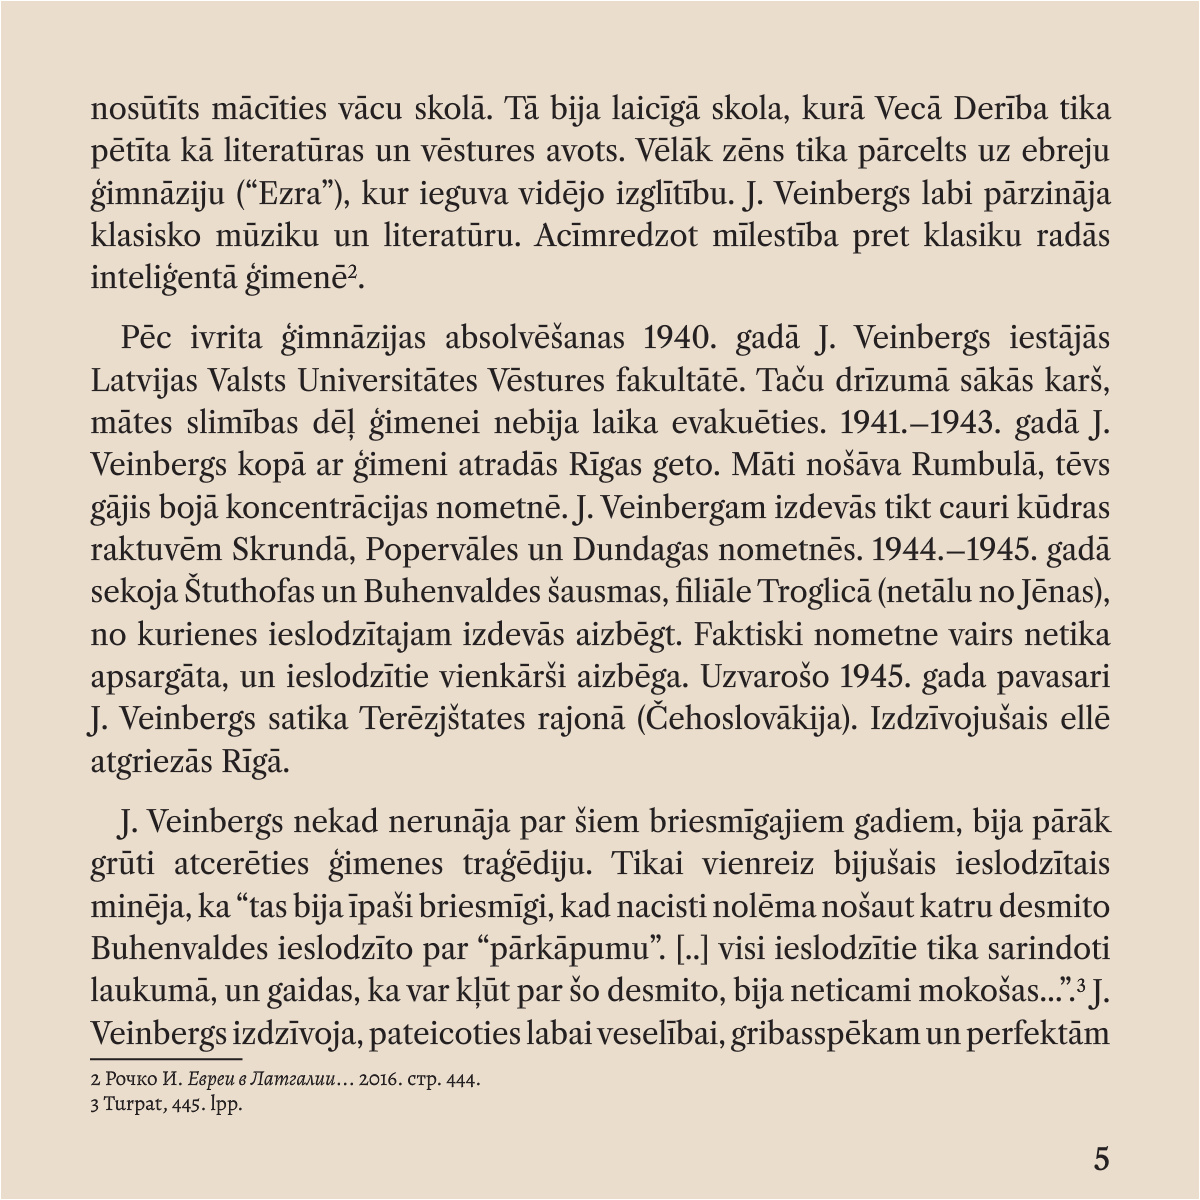 nosūtīts mācīties vācu skolā. Tā bija laicīgā skola, kurā Vecā Derība tika
pētīta kā literatūras un vēstures avots. Vēlāk zēns tika pārcelts uz ebreju
ģimnāziju (“Ezra”), kur ieguva vidējo izglītību. J. Veinbergs labi pārzināja
klasisko mūziku un literatūru. Acīmredzot mīlestība pret klasiku radās
inteliģentā ģimenē².
Pēc ivrita ģimnāzijas absolvēšanas 1940. gadā J. Veinbergs iestājās
Latvijas Valsts Universitātes Vēstures fakultātē. Taču drīzumā sākās karš,
mātes slimības dēļ ģimenei nebija laika evakuēties. 1941.–1943. gadā J.
Veinbergs kopā ar ģimeni atradās Rīgas geto. Māti nošāva Rumbulā, tēvs
gājis bojā koncentrācijas nometnē. J. Veinbergam izdevās tikt cauri kūdras
raktuvēm Skrundā, Popervāles un Dundagas nometnēs. 1944.–1945. gadā
sekoja Štuthofas un Buhenvaldes šausmas, filiāle Troglicā (netālu no Jēnas),
no kurienes ieslodzītajam izdevās aizbēgt. Faktiski nometne vairs netika
apsargāta, un ieslodzītie vienkārši aizbēga. Uzvarošo 1945. gada pavasari
J. Veinbergs satika Terēzjštates rajonā (Čehoslovākija). Izdzīvojušais ellē
atgriezās Rīgā.
J. Veinbergs nekad nerunāja par šiem briesmīgajiem gadiem, bija pārāk
grūti atcerēties ģimenes traģēdiju. Tikai vienreiz bijušais ieslodzītais
minēja, ka “tas bija īpaši briesmīgi, kad nacisti nolēma nošaut katru desmito
Buhenvaldes ieslodzīto par “pārkāpumu”. [..] visi ieslodzītie tika sarindoti
laukumā, un gaidas, ka var kļūt par šo desmito, bija neticami mokošas...”.³ J.
Veinbergs izdzīvoja, pateicoties labai veselībai, gribasspēkam un perfektām
2 Рочко И. Евреи в Латгалии... 2016. стр. 444.
3 Turpat, 445. lpp.
5